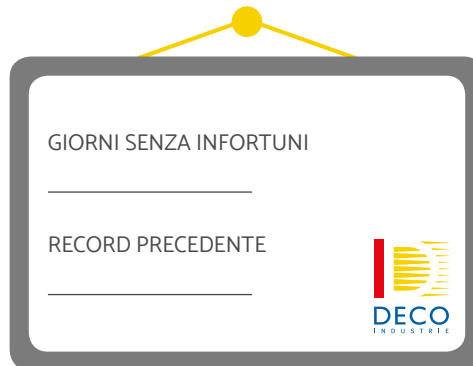 GIORNI SENZA INFORTUNI
RECORD PRECEDENTE
DECO
INDUSTRIE